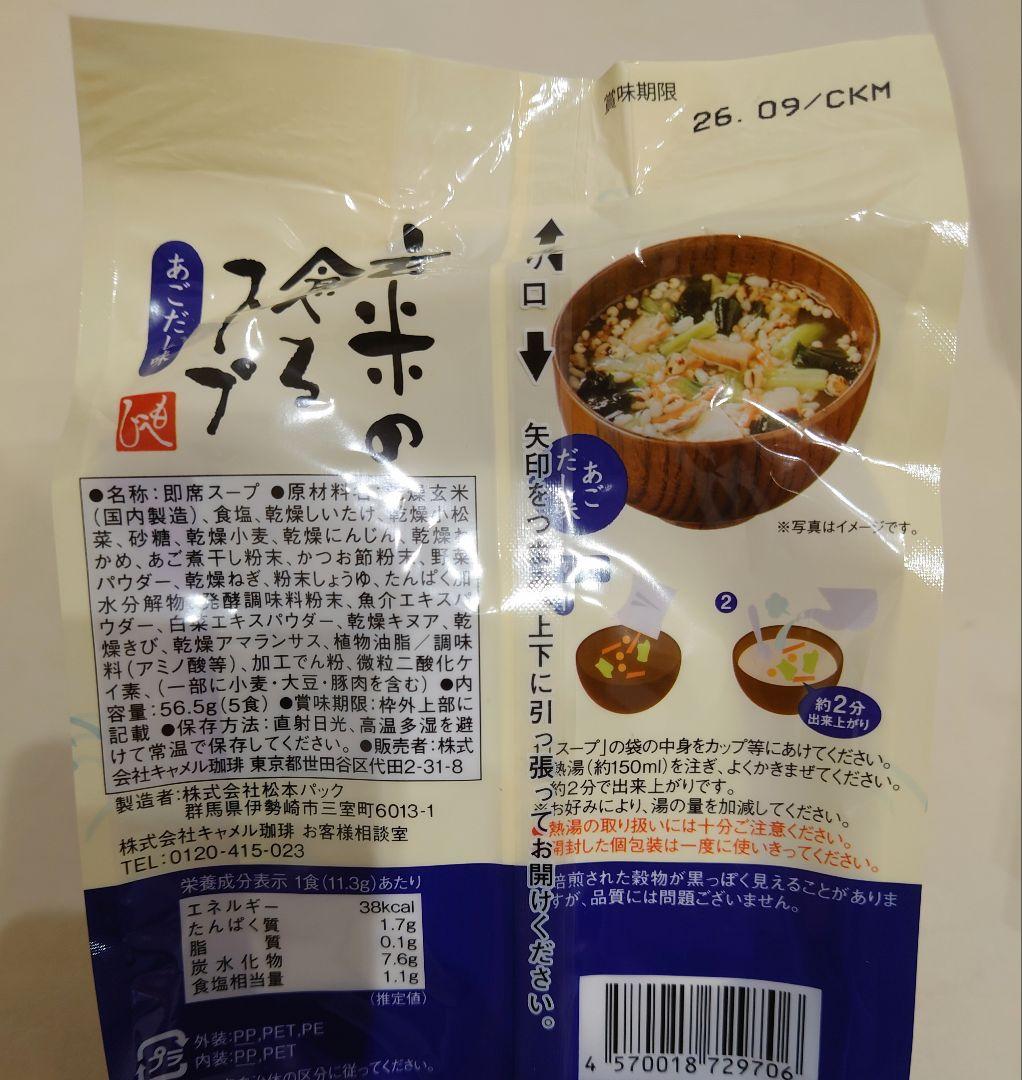 賞味期限
26. 09/CKM
玄米の
食べる
スープ
あごだし味
もへじ
口
矢印をつ
上下に引っ張ってお開けください。
あご
だし味
※写真はイメージです。
●名称:即席スープ ●原材料名:乾燥玄米
(国内製造)、食塩、乾燥しいたけ、乾燥小松
菜、砂糖、乾燥小麦、乾燥にんじん、乾燥わ
かめ、あご煮干し粉末、かつお節粉末、野菜
パウダー、乾燥ねぎ、粉末しょうゆ、たんぱく加
水分解物、発酵調味料粉末、魚介エキスパ
ウダー、白菜エキスパウダー、乾燥キヌア、乾
燥きび、乾燥アマランサス、植物油脂/調味
料(アミノ酸等)、加工でん粉、微粒二酸化ケ
イ素、(一部に小麦・大豆・豚肉を含む) ●内
容量:56.5g(5食) ●賞味期限:枠外上部に
記載 ●保存方法:直射日光、高温多湿を避
けて常温で保存してください。 ●販売者:株式
会社キャメル珈琲 東京都世田谷区代田2-31-8
製造者:株式会社松本パック
群馬県伊勢崎市三室町6013-1
株式会社キャメル珈琲 お客様相談室
TEL:0120-415-023
2
約2分
出来上がり
スープ」の袋の中身をカップ等にあけてください。
熱湯(約150ml)を注ぎ、よくかきまぜてください。
約2分で出来上がりです。
※お好みにより、湯の量を加減してください。
熱湯の取り扱いには十分ご注意ください。
開封した個包装は一度に使いきってください。
焙煎された穀物が黒っぽく見えることがありま
すが、品質には問題ございません。
栄養成分表示 1食(11.3g)あたり
エネルギー 38kcal
たんぱく質 1.7g
脂質 0.1g
炭水化物 7.6g
食塩相当量 1.1g
(推定値)
プラ
外装:PP,PET,PE
内装:PP,PET
の区分に従ってください。
4 570018 729706